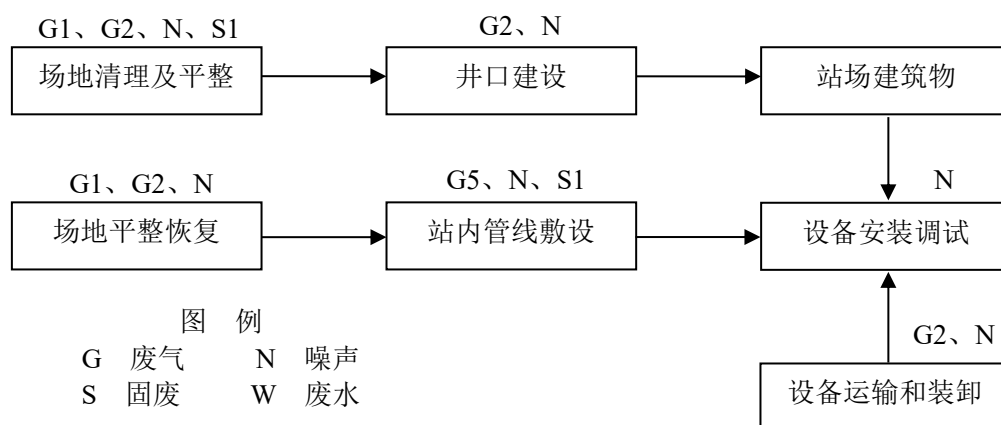 G1、G2、N、S1
G2、N
场地清理及平整
井口建设
站场建筑物
G1、G2、N
G5、N、S1
N
场地平整恢复
站内管线敷设
设备安装调试
图 例
G 废气 N 噪声
S 固废 W 废水
G2、N
设备运输和装卸